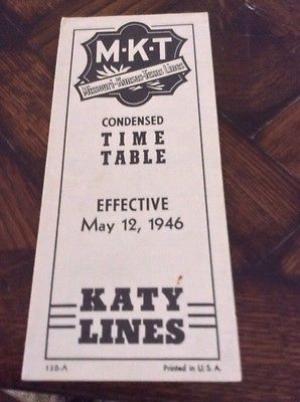 M·K·T
Missouri-Kansas-Texas Lines
CONDENSED
TIME
TABLE
EFFECTIVE
May 12, 1946
KATY
LINES
Printed in U.S.A.